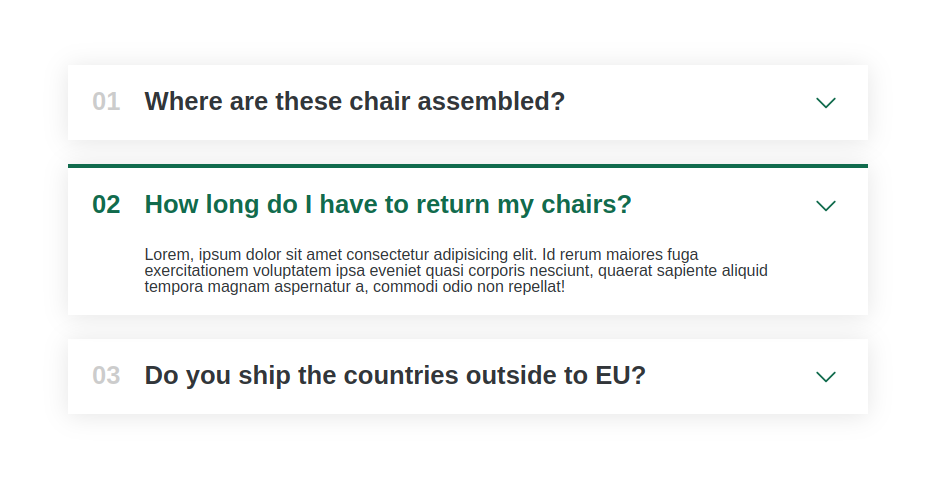 01 Where are these chair assembled?
02 How long do I have to return my chairs?
Lorem, ipsum dolor sit amet consectetur adipisicing elit. Id rerum maiores fuga
exercitationem voluptatem ipsa eveniet quasi corporis nesciunt, quaerat sapiente aliquid
tempora magnam aspernatur a, commodi odio non repellat!
03 Do you ship the countries outside to EU?